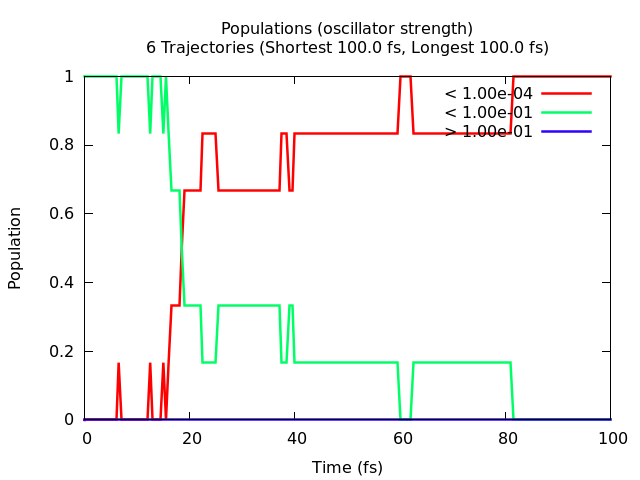 Populations (oscillator strength)
6 Trajectories (Shortest 100.0 fs, Longest 100.0 fs)
1
0.8
0.6
0.4
0.2
0
Population
< 1.00e-04
< 1.00e-01
> 1.00e-01
0 20 40 60 80 100
Time (fs)